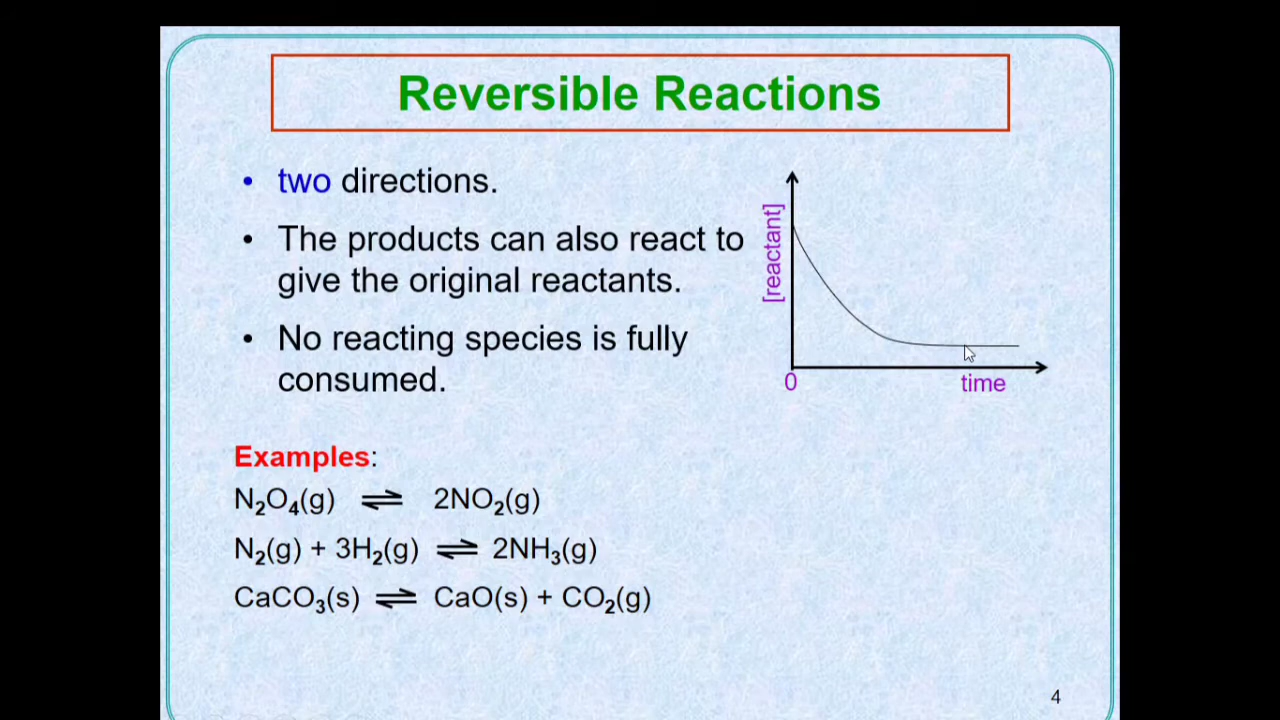 Reversible Reactions
• two directions.
• The products can also react to
give the original reactants.
• No reacting species is fully
consumed.
[reactant]
0
time
Examples:
N₂O₄(g) ⇌ 2NO₂(g)
N₂(g) + 3H₂(g) ⇌ 2NH₃(g)
CaCO₃(s) ⇌ CaO(s) + CO₂(g)
4